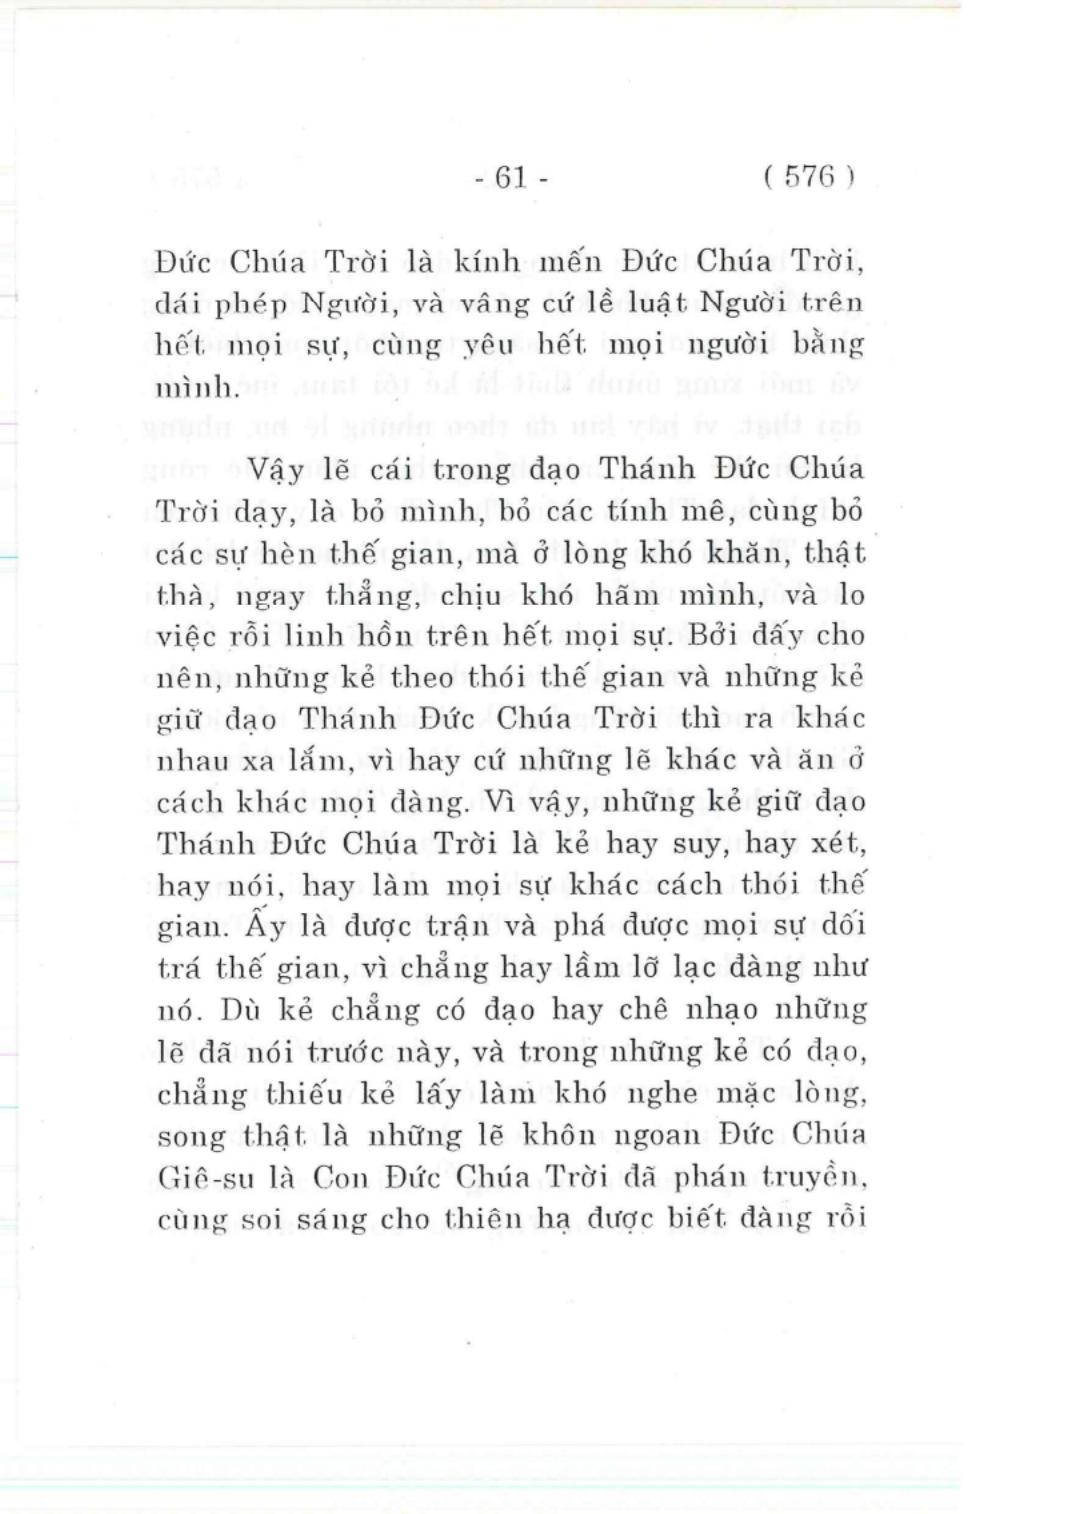 - 61 - ( 576 )
Đức Chúa Trời là kính mến Đức Chúa Trời,
dái phép Người, và vâng cứ lề luật Người trên
hết mọi sự, cùng yêu hết mọi người bằng
mình.
Vậy lẽ cái trong đạo Thánh Đức Chúa
Trời dạy, là bỏ mình, bỏ các tính mê, cùng bỏ
các sự hèn thế gian, mà ở lòng khó khăn, thật
thà, ngay thẳng, chịu khó hãm mình, và lo
việc rỗi linh hồn trên hết mọi sự. Bởi đấy cho
nên, những kẻ theo thói thế gian và những kẻ
giữ đạo Thánh Đức Chúa Trời thì ra khác
nhau xa lắm, vì hay cứ những lẽ khác và ăn ở
cách khác mọi đàng. Vì vậy, những kẻ giữ đạo
Thánh Đức Chúa Trời là kẻ hay suy, hay xét,
hay nói, hay làm mọi sự khác cách thói thế
gian. Ấy là được trận và phá được mọi sự dối
trá thế gian, vì chẳng hay lầm lỡ lạc đàng như
nó. Dù kẻ chẳng có đạo hay chê nhạo những
lẽ đã nói trước này, và trong những kẻ có đạo,
chẳng thiếu kẻ lấy làm khó nghe mặc lòng,
song thật là những lẽ khôn ngoan Đức Chúa
Giê-su là Con Đức Chúa Trời đã phán truyền,
cùng soi sáng cho thiên hạ được biết đàng rỗi